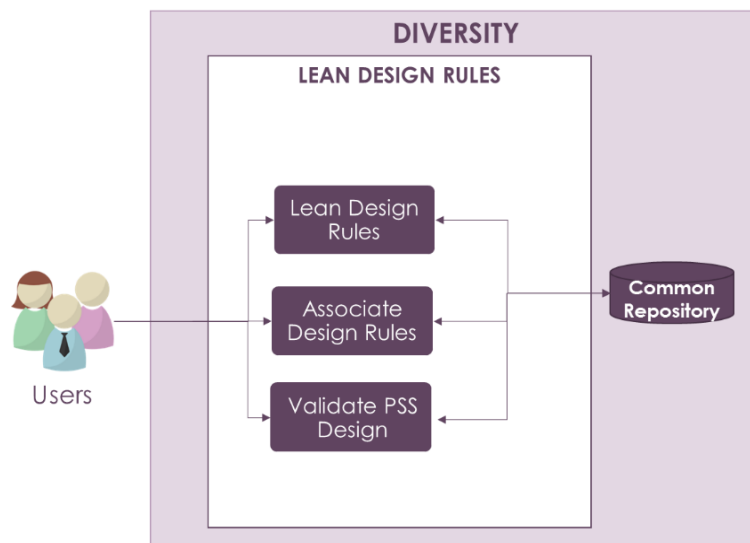 DIVERSITY
LEAN DESIGN RULES
Lean Design
Rules
Associate
Design Rules
Validate PSS
Design
Common
Repository
Users